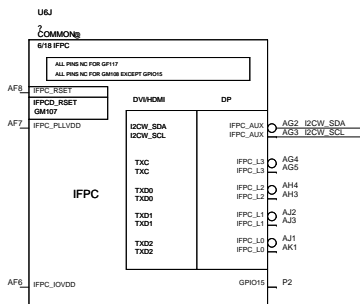 U6J
?
COMMON@
6/18 IFPC
ALL PINS NC FOR GF117
ALL PINS NC FOR GM108 EXCEPT GPIO15
AF8 IFPC_RSET
IFPCD_RSET
GM107
DVI/HDMI DP
AF7 IFPC_PLLVDD
I2CW_SDA IFPC_AUX AG2 I2CW_SDA
I2CW_SCL IFPC_AUX AG3 I2CW_SCL
TXC IFPC_L3 AG4
TXC IFPC_L3 AG5
IFPC
TXD0 IFPC_L2 AH4
TXD0 IFPC_L2 AH3
TXD1 IFPC_L1 AJ2
TXD1 IFPC_L1 AJ3
TXD2 IFPC_L0 AJ1
TXD2 IFPC_L0 AK1
AF6 IFPC_IOVDD
GPIO15 P2